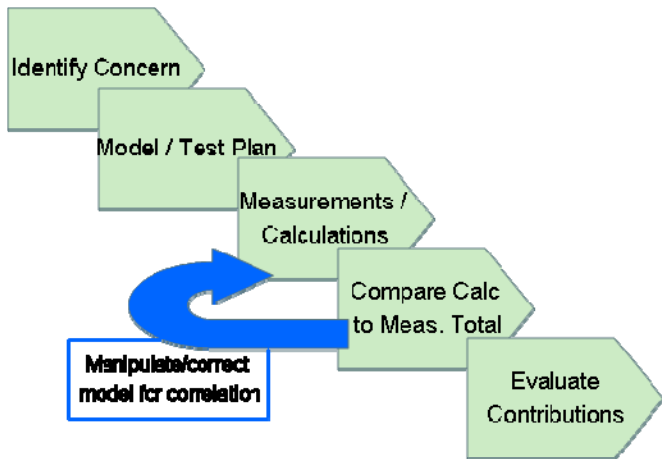 Identify Concern
Model / Test Plan
Measurements /
Calculations
Compare Calc
to Meas. Total
Manipulate/correct
model for correlation
Evaluate
Contributions